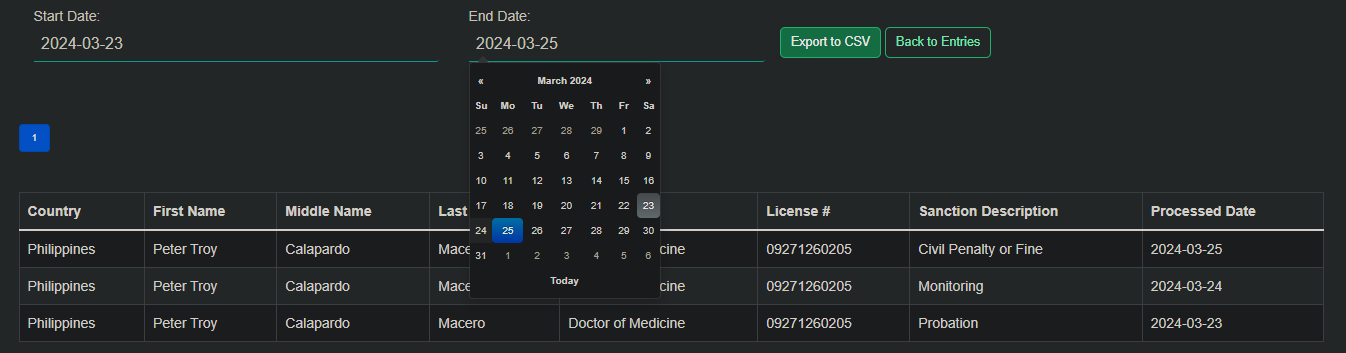 Start Date: End Date:
2024-03-23 2024-03-25 Export to CSV Back to Entries
« March 2024 »
Su Mo Tu We Th Fr Sa
25 26 27 28 29 1 2
1
3 4 5 6 7 8 9
10 11 12 13 14 15 16
17 18 19 20 21 22 23
24 25 26 27 28 29 30
31 1 2 3 4 5 6
Today
Country First Name Middle Name Last License # Sanction Description Processed Date
Philippines Peter Troy Calapardo Mace cine 09271260205 Civil Penalty or Fine 2024-03-25
Philippines Peter Troy Calapardo Mace cine 09271260205 Monitoring 2024-03-24
Philippines Peter Troy Calapardo Macero Doctor of Medicine 09271260205 Probation 2024-03-23